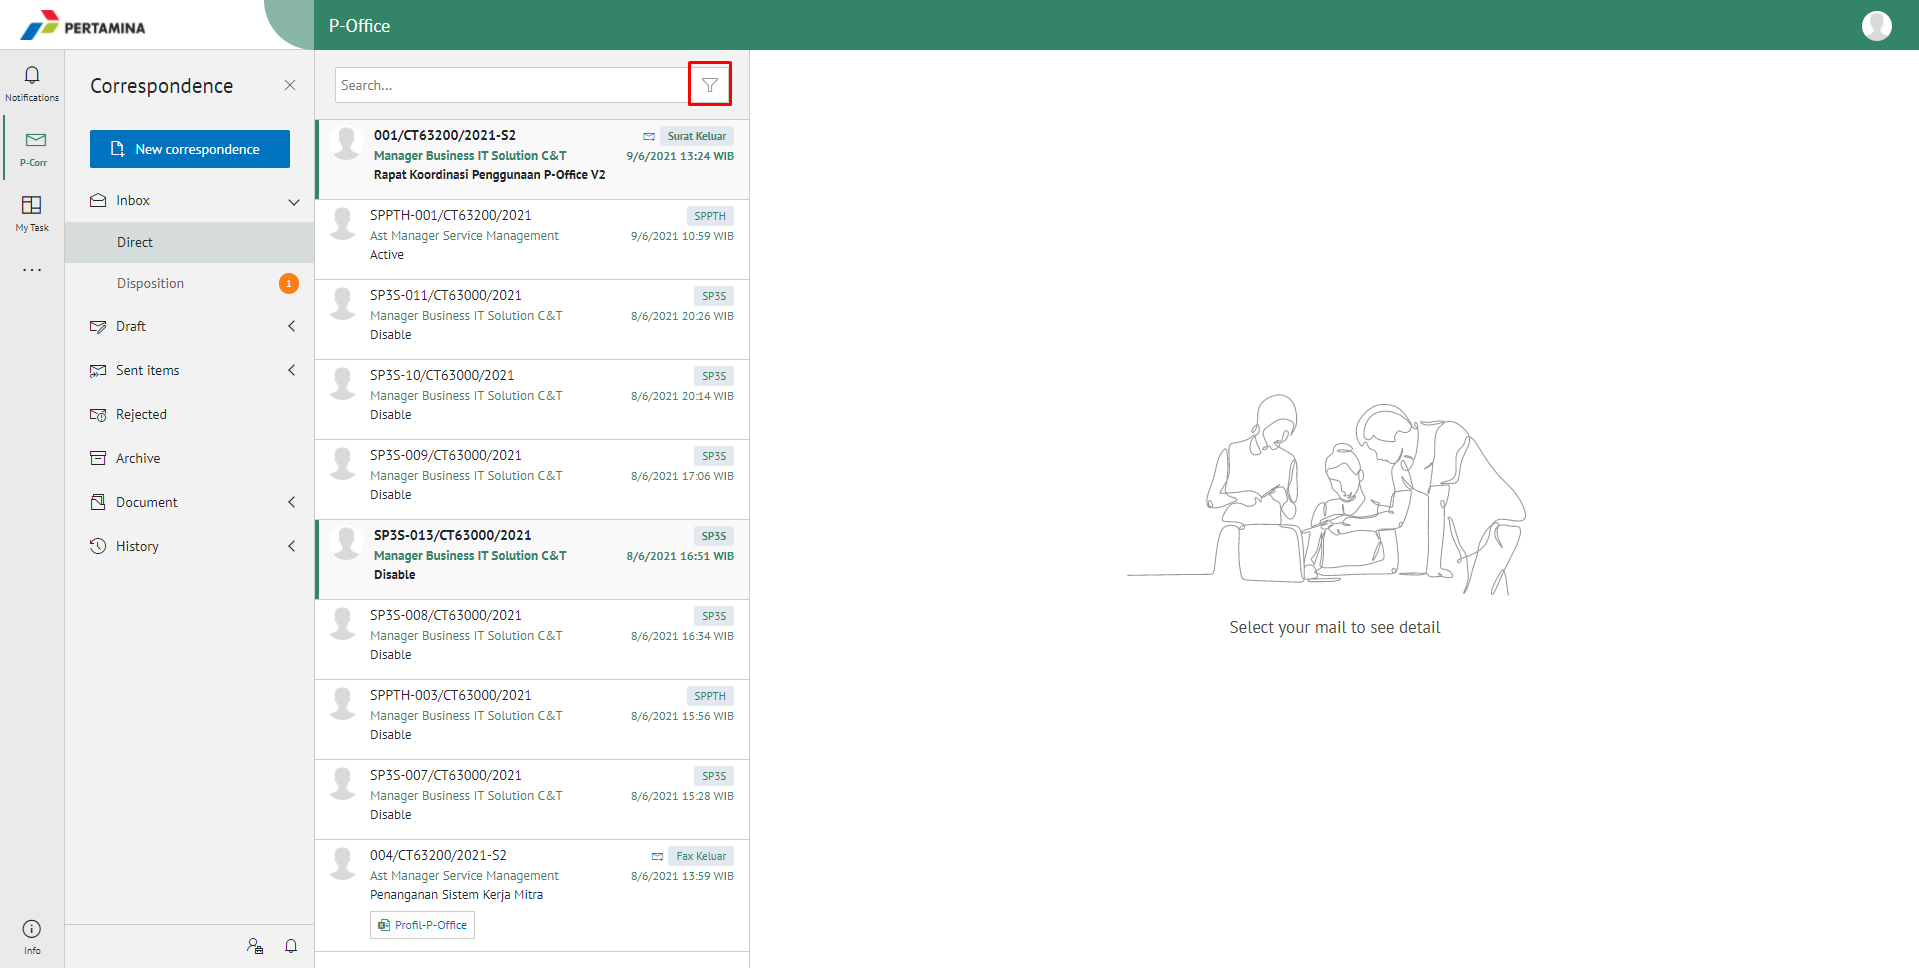 PERTAMINA
P-Office
Notifications
P-Corr
My Task
...
Info
Correspondence
New correspondence
Inbox
Direct
Disposition
1
Draft
Sent items
Rejected
Archive
Document
History
Search...
001/CT63200/2021-S2
Surat Keluar
Manager Business IT Solution C&T
9/6/2021 13:24 WIB
Rapat Koordinasi Penggunaan P-Office V2
SPPTH-001/CT63200/2021
SPPTH
Ast Manager Service Management
9/6/2021 10:59 WIB
Active
SP3S-011/CT63000/2021
SP3S
Manager Business IT Solution C&T
8/6/2021 20:26 WIB
Disable
SP3S-10/CT63000/2021
SP3S
Manager Business IT Solution C&T
8/6/2021 20:14 WIB
Disable
SP3S-009/CT63000/2021
SP3S
Manager Business IT Solution C&T
8/6/2021 17:06 WIB
Disable
SP3S-013/CT63000/2021
SP3S
Manager Business IT Solution C&T
8/6/2021 16:51 WIB
Disable
SP3S-008/CT63000/2021
SP3S
Manager Business IT Solution C&T
8/6/2021 16:34 WIB
Disable
SPPTH-003/CT63000/2021
SPPTH
Manager Business IT Solution C&T
8/6/2021 15:56 WIB
Disable
SP3S-007/CT63000/2021
SP3S
Manager Business IT Solution C&T
8/6/2021 15:28 WIB
Disable
004/CT63200/2021-S2
Fax Keluar
Ast Manager Service Management
8/6/2021 13:59 WIB
Penanganan Sistem Kerja Mitra
Profil-P-Office
Select your mail to see detail